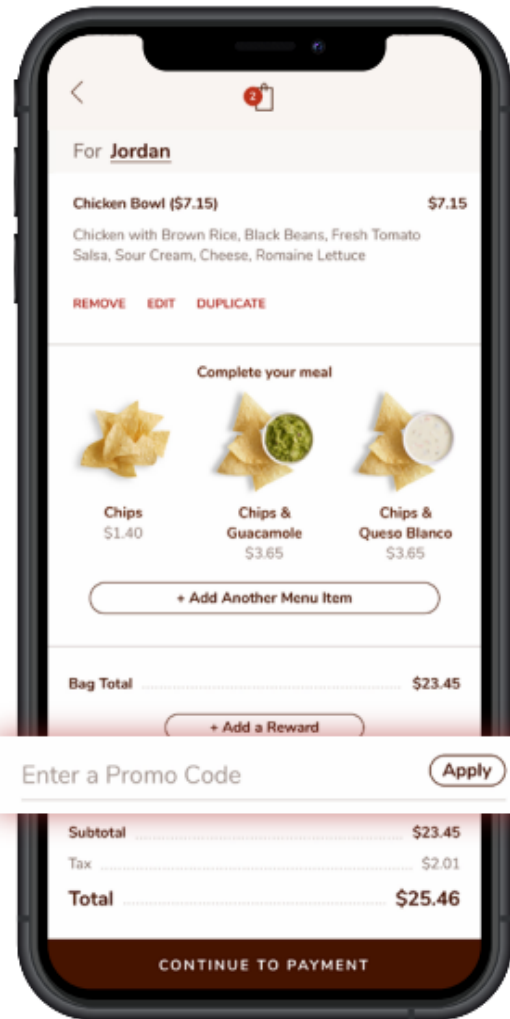 2
For Jordan
Chicken Bowl ($7.15) $7.15
Chicken with Brown Rice, Black Beans, Fresh Tomato
Salsa, Sour Cream, Cheese, Romaine Lettuce
REMOVE EDIT DUPLICATE
Complete your meal
Chips Chips & Chips &
$1.40 Guacamole Queso Blanco
$3.65 $3.65
+ Add Another Menu Item
Bag Total $23.45
+ Add a Reward
Enter a Promo Code Apply
Subtotal $23.45
Tax $2.01
Total $25.46
CONTINUE TO PAYMENT